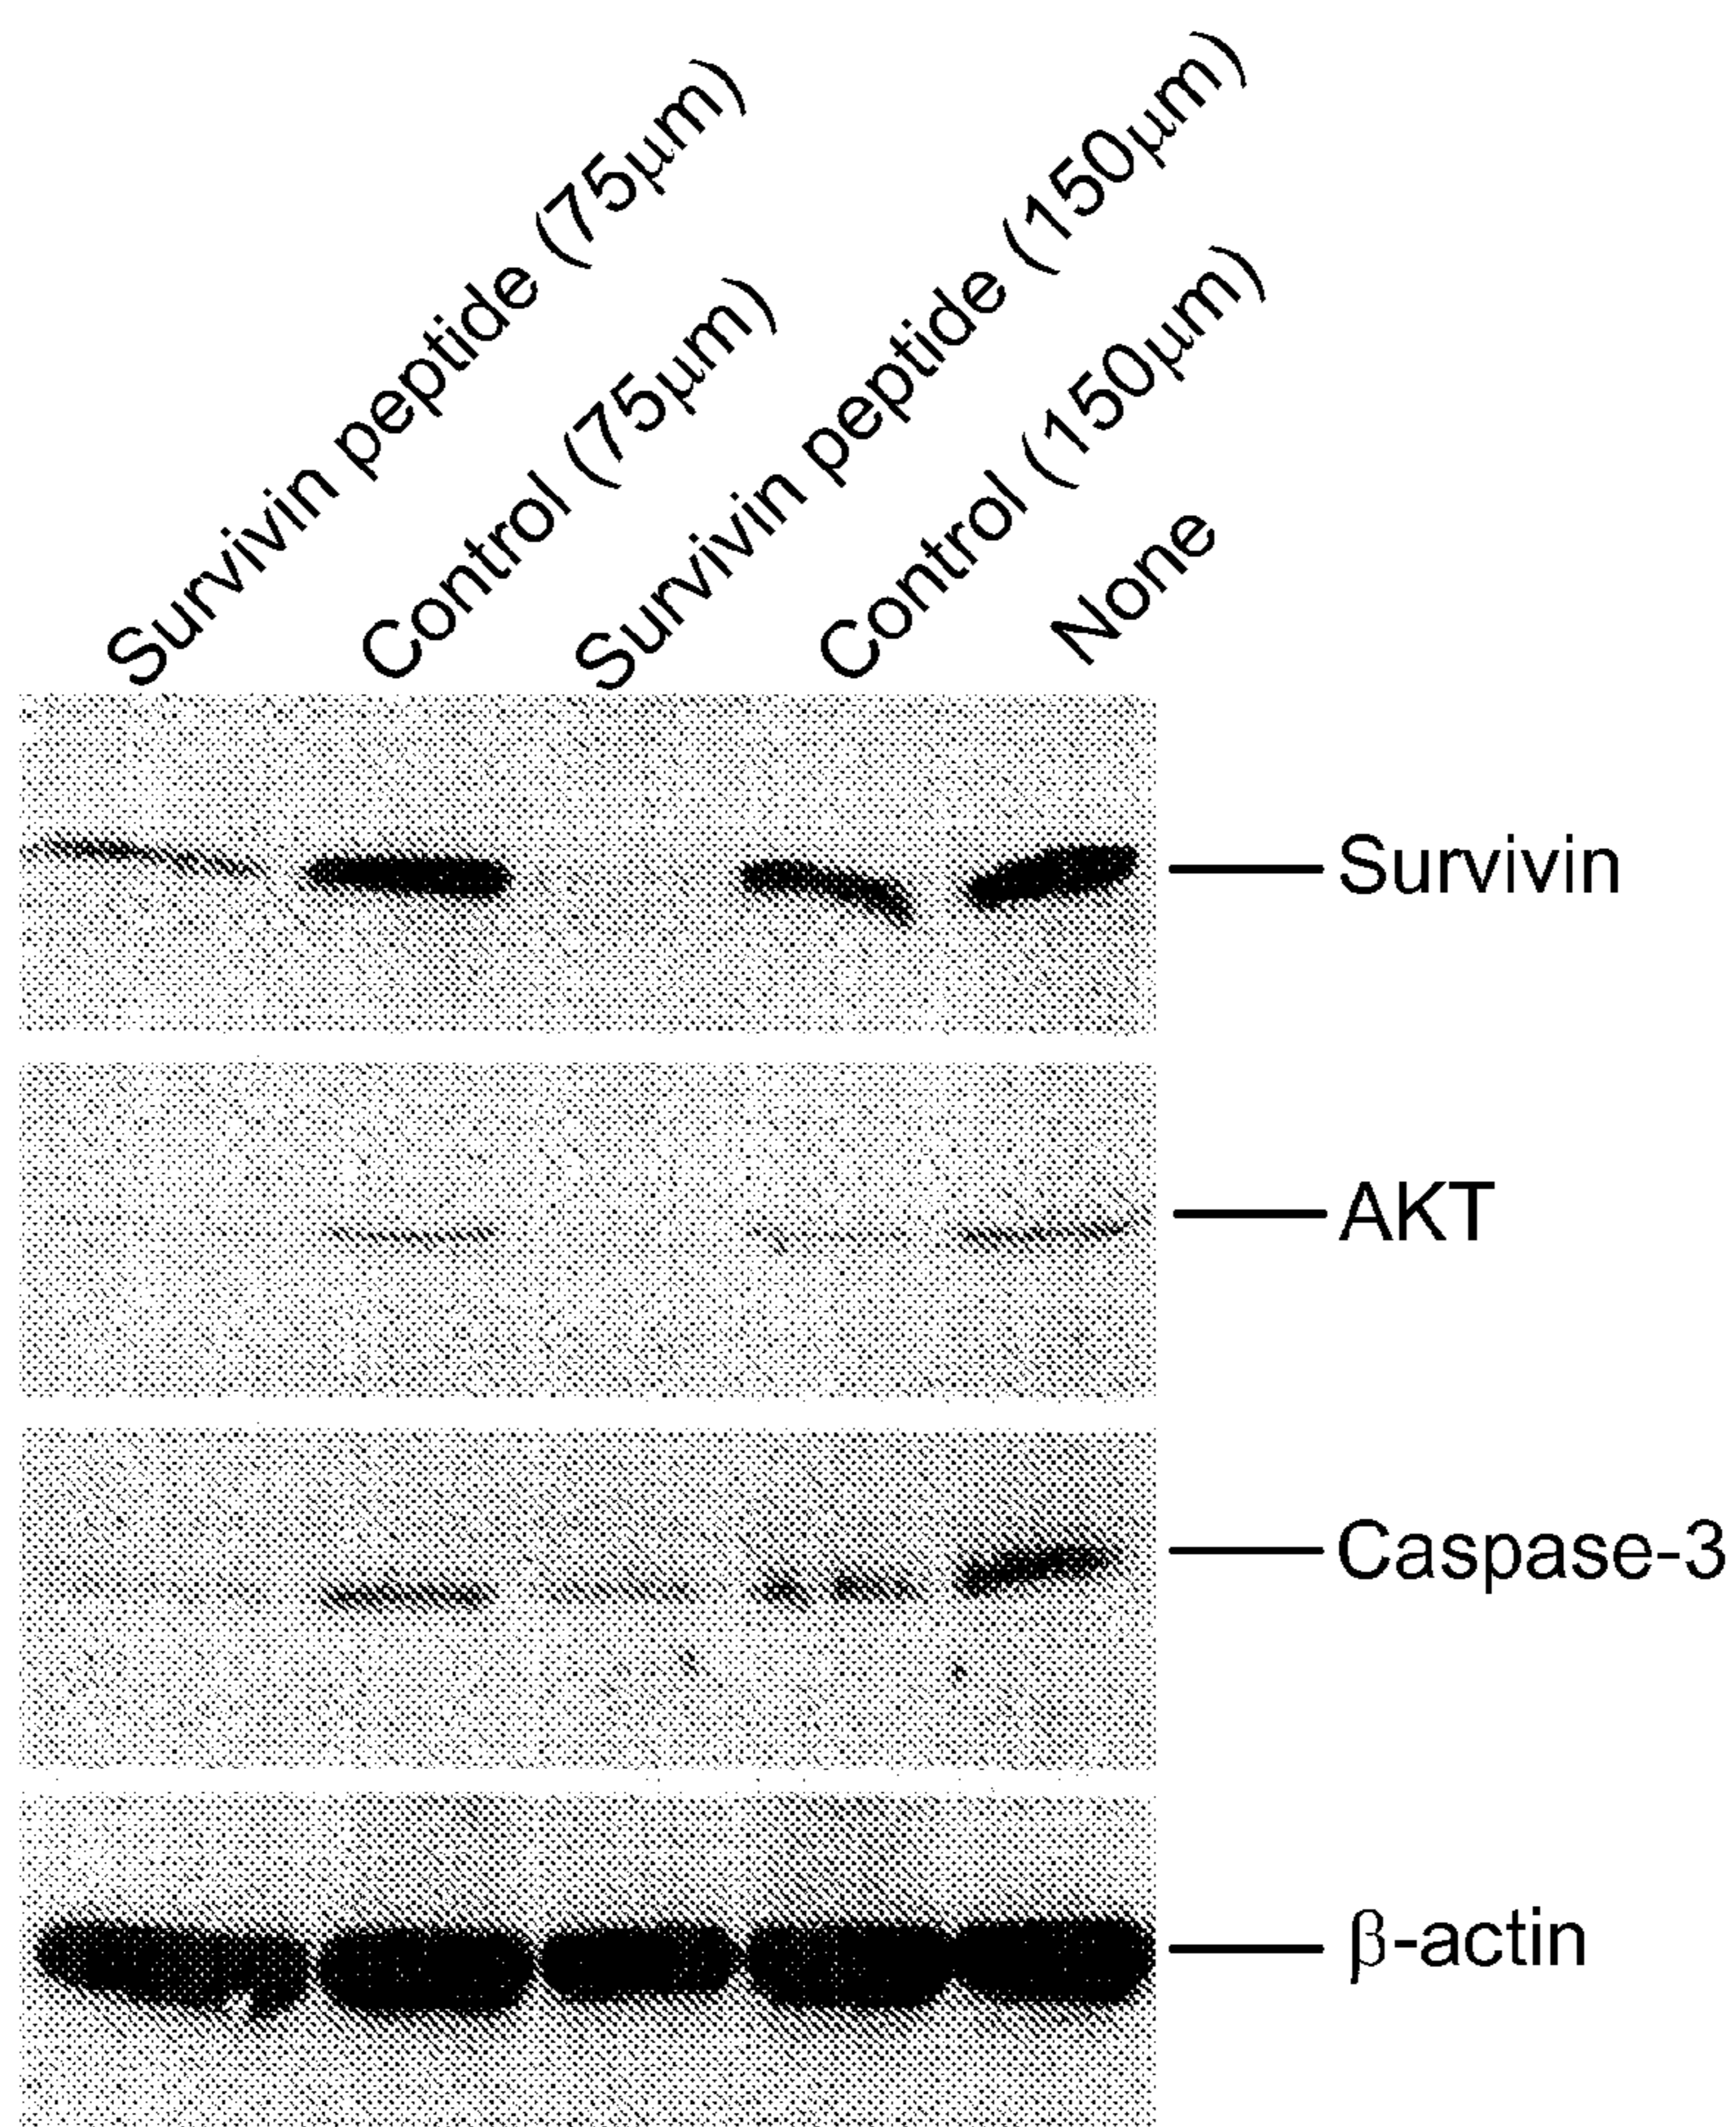 Survivin peptide (75μm)
Control (75μm)
Survivin peptide (150μm)
Control (150μm)
None
Survivin
AKT
Caspase-3
β-actin